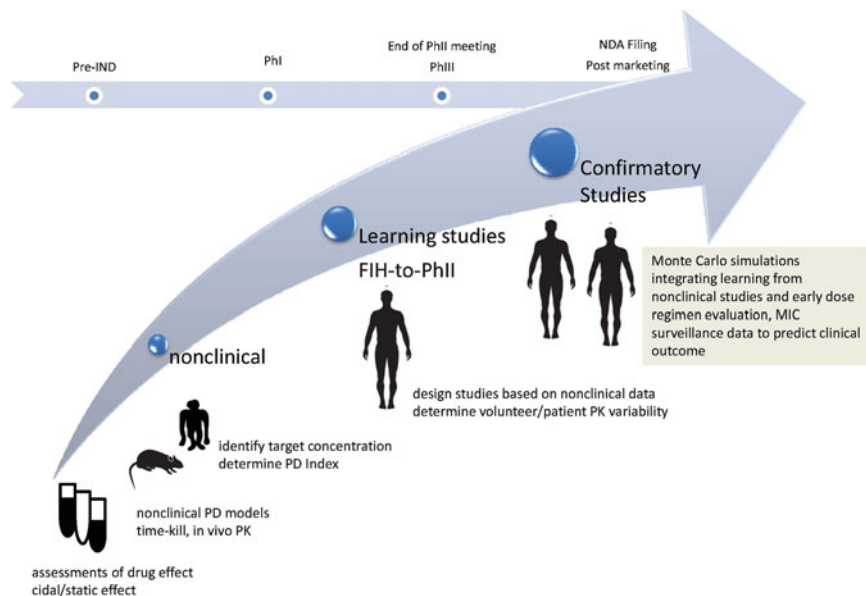 Pre-IND
PhI
End of PhII meeting
PhIII
NDA Filing
Post marketing
Confirmatory
Studies
Learning studies
FIH-to-PhII
Monte Carlo simulations
integrating learning from
nonclinical studies and early dose
regimen evaluation, MIC
surveillance data to predict clinical
outcome
nonclinical
design studies based on nonclinical data
determine volunteer/patient PK variability
identify target concentration
determine PD Index
nonclinical PD models
time-kill, in vivo PK
assessments of drug effect
cidal/static effect